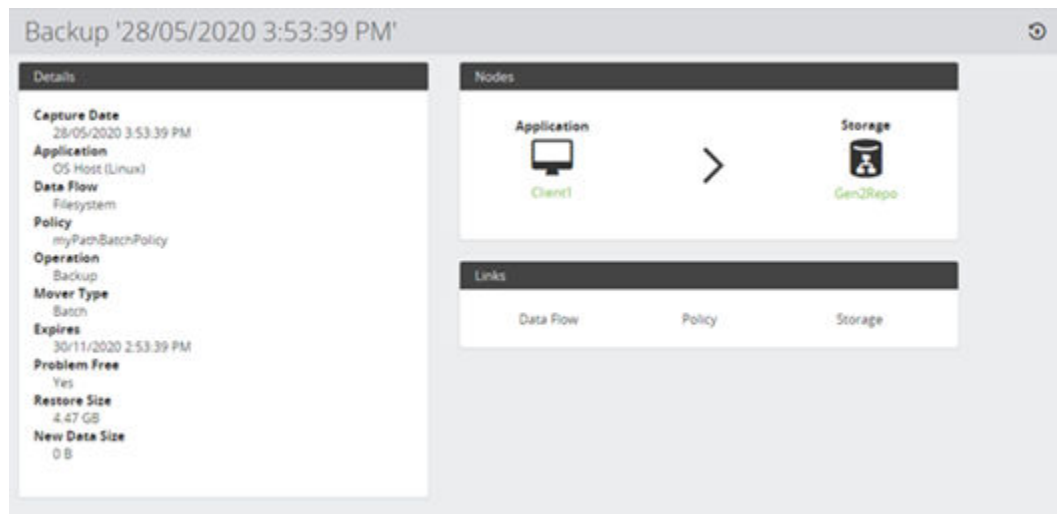 Backup '28/05/2020 3:53:39 PM'
Details
Capture Date
28/05/2020 3:53:39 PM
Application
OS Host (Linux)
Data Flow
Filesystem
Policy
myPathBatchPolicy
Operation
Backup
Mover Type
Batch
Expires
30/11/2020 2:53:39 PM
Problem Free
Yes
Restore Size
4.47 GB
New Data Size
0 B
Nodes
Application
Storage
Client1
Gen2Repo
Links
Data Flow Policy Storage